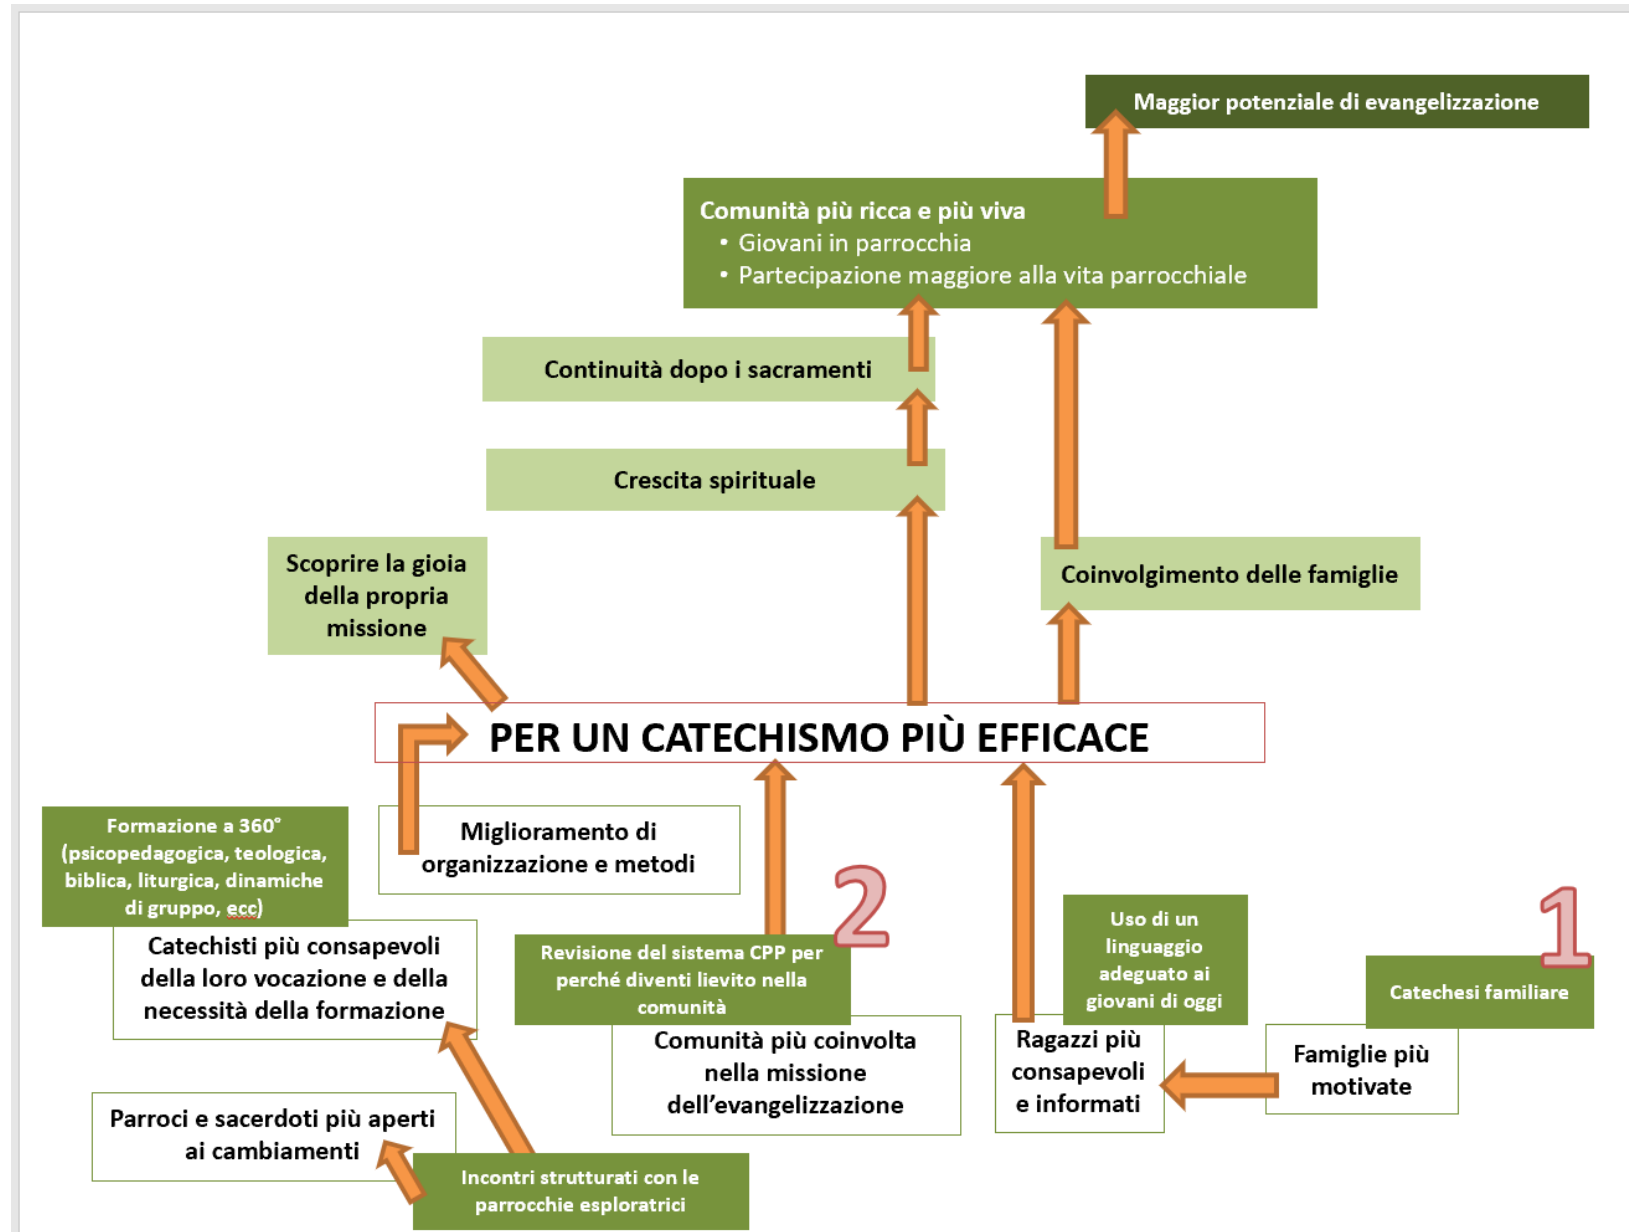 Maggior potenziale di evangelizzazione
Comunità più ricca e più viva
• Giovani in parrocchia
• Partecipazione maggiore alla vita parrocchiale
Continuità dopo i sacramenti
Crescita spirituale
Scoprire la gioia
della propria
missione
Coinvolgimento delle famiglie
PER UN CATECHISMO PIÙ EFFICACE
Formazione a 360°
(psicopedagogica, teologica,
biblica, liturgica, dinamiche
di gruppo, ecc)
Miglioramento di
organizzazione e metodi
Catechisti più consapevoli
della loro vocazione e della
necessità della formazione
2
Revisione del sistema CPP per
perché diventi lievito nella
comunità
Comunità più coinvolta
nella missione
dell'evangelizzazione
Uso di un
linguaggio
adeguato ai
giovani di oggi
Ragazzi più
consapevoli
e informati
1
Catechesi familiare
Famiglie più
motivate
Parroci e sacerdoti più aperti
ai cambiamenti
Incontri strutturati con le
parrocchie esploratrici